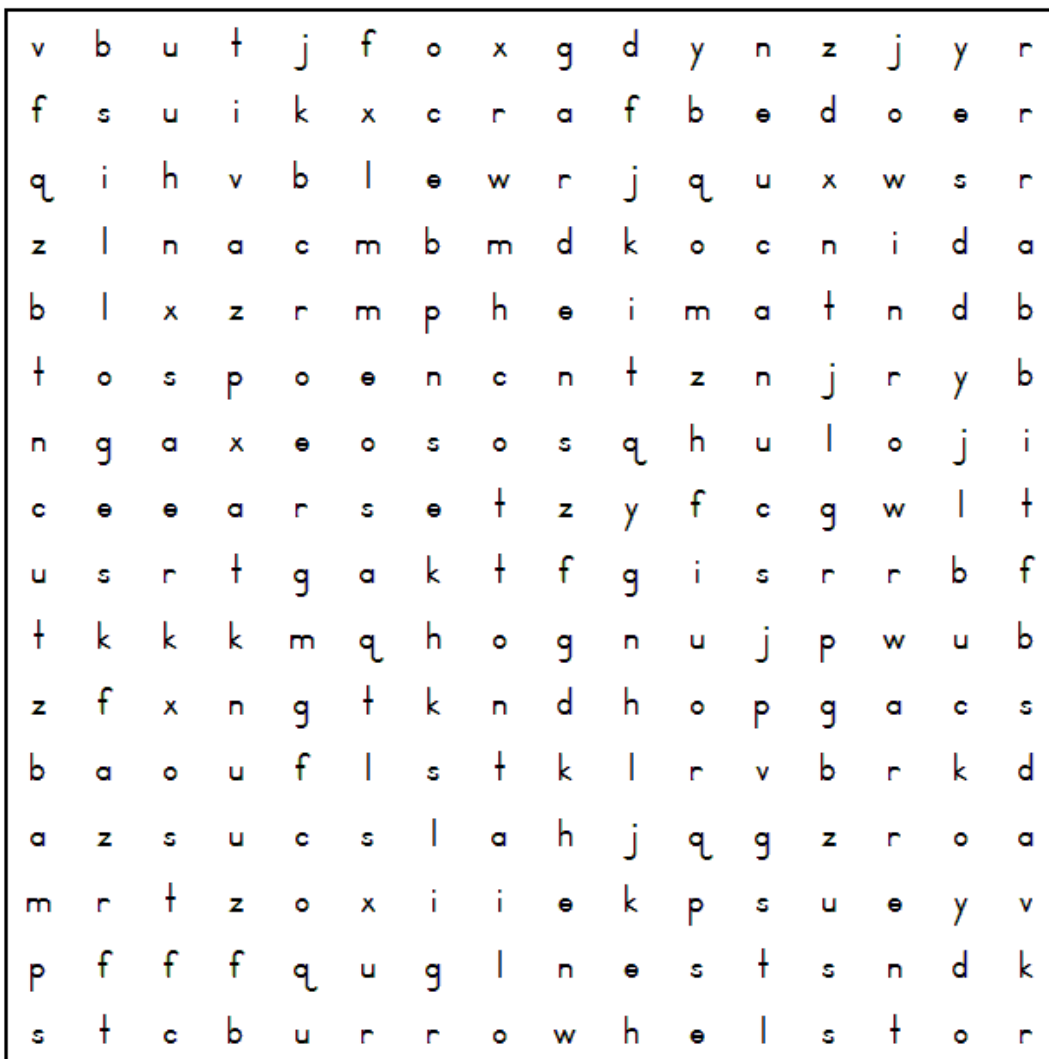 v b u t j f o x g d y n z j y r
f s u i k x c r a f b e d o e r
q i h v b l e w r j q u x w s r
z l n a c m b m d k o c n i d a
b l x z r m p h e i m a t n d b
t o s p o e n c n t z n j r y b
n g a x e o s o s q h u l o j i
c e e a r s e t z y f c g w l t
u s r t g a k t f g i s r r b f
t k k k m q h o g n u j p w u b
z f x n g t k n d h o p g a c s
b a o u f l s t k l r v b r k d
a z s u c s l a h j q g z r o a
m r t z o x i i e k p s u e y v
p f f f q u g l n e s t s n d k
s t c b u r r o w h e l s t o r